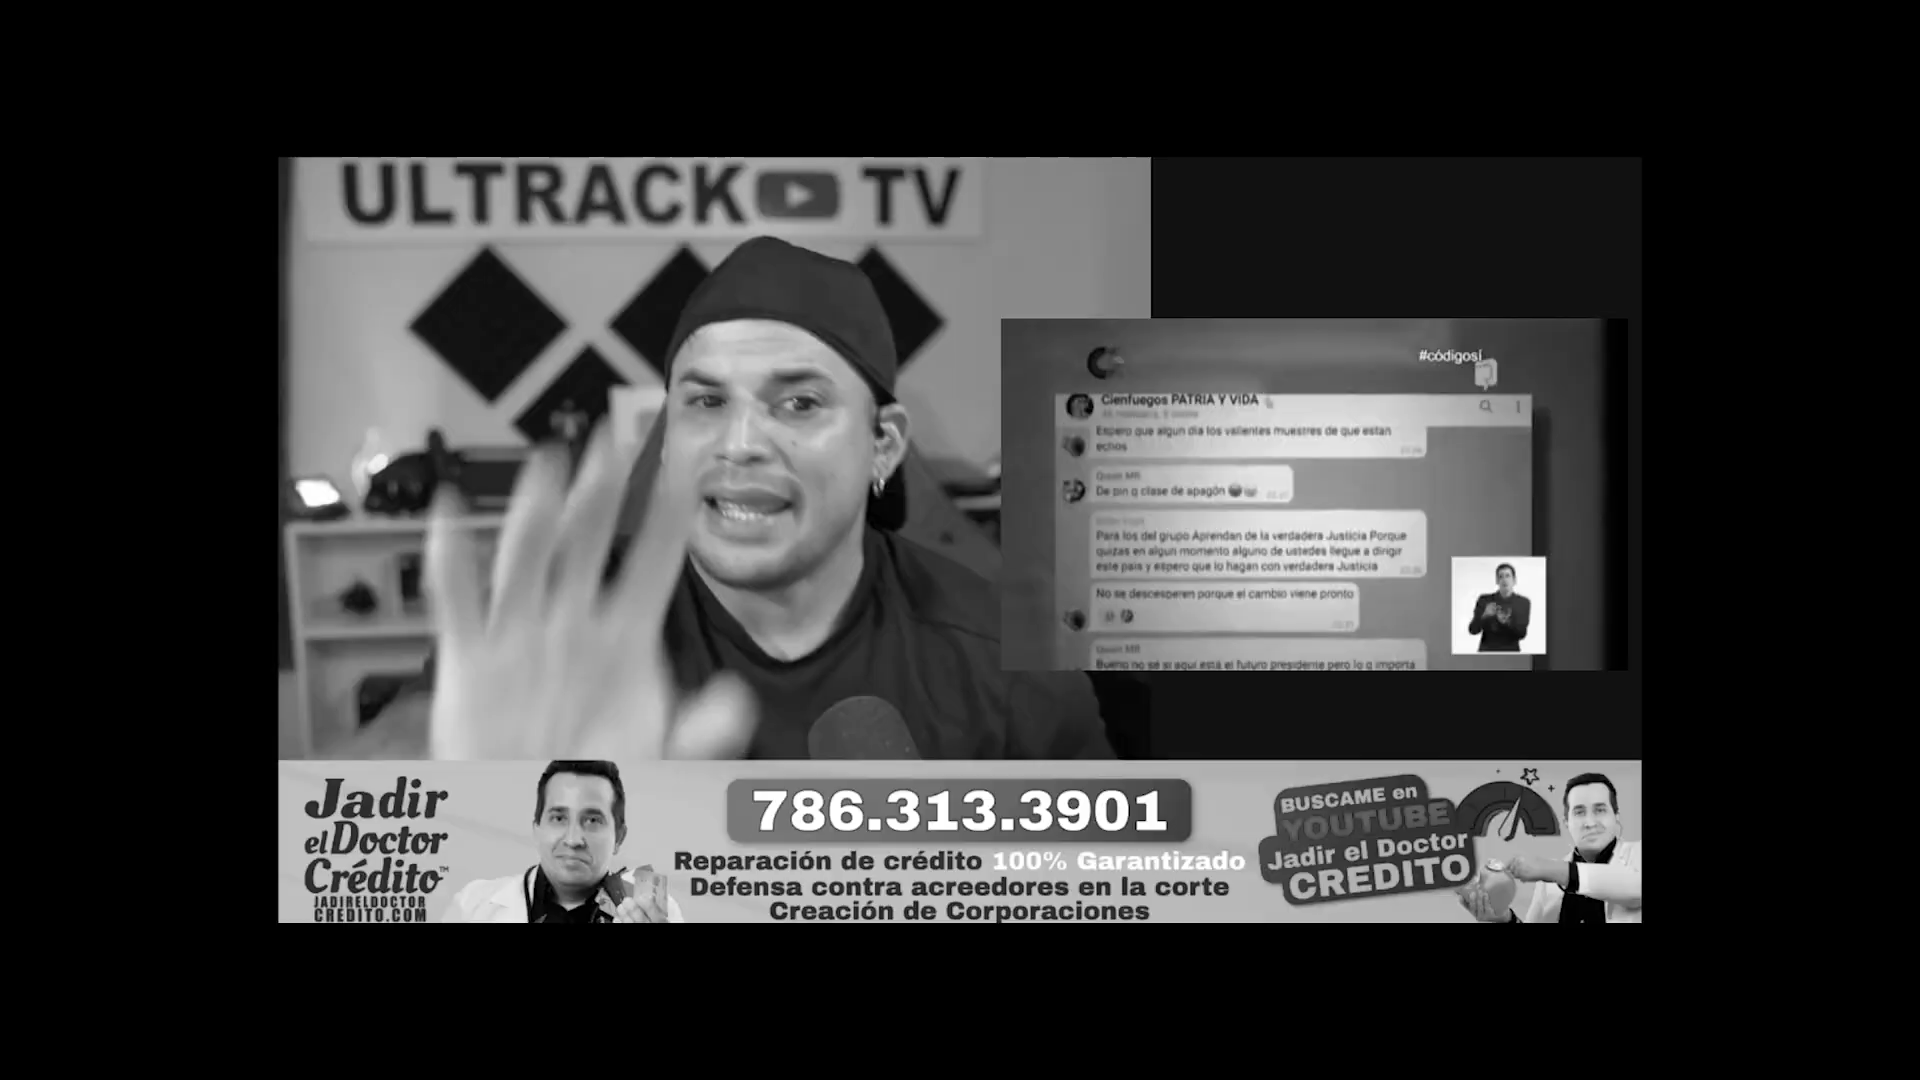 ULTRACK TV
#códigosí
Cienfuegos PATRIA Y VIDA
Espero que algun dia los valientes muestres de que estan
echos
De pin g clase de apagón
Para los del grupo Aprendan de la verdadera Justicia Porque
quizas en algun momento alguno de ustedes llegue a dirigir
este pais y espero que lo hagan con verdadera Justicia
No se descesperen porque el cambio viene pronto
Bueno no sé si aqui está el futuro presidente pero lo q importa
Jadir
el Doctor
Crédito™
JADIRELDOCTOR
CREDITO.COM
786.313.3901
Reparación de crédito 100% Garantizado
Defensa contra acreedores en la corte
Creación de Corporaciones
BUSCAME en
YOUTUBE
Jadir el Doctor
CREDITO